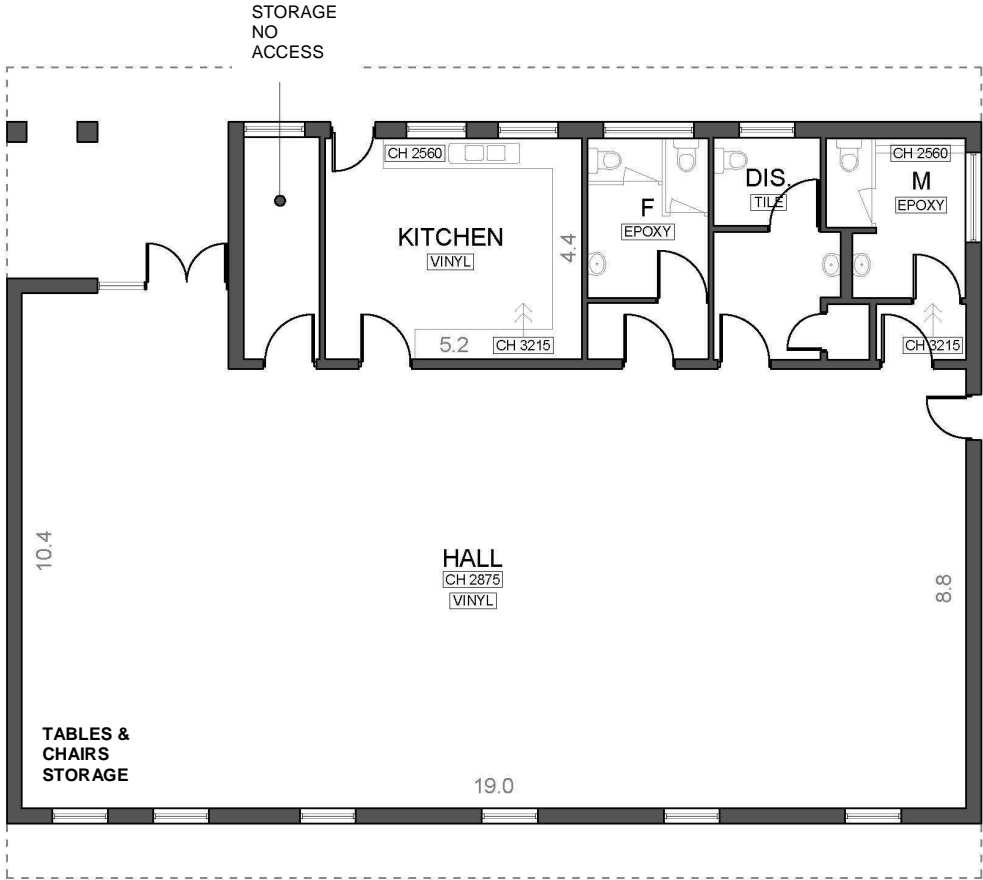 STORAGE
NO
ACCESS
CH 2560
KITCHEN
VINYL
4.4
5.2
CH 3215
F
EPOXY
DIS.
TILE
CH 2560
M
EPOXY
CH 3215
10.4
HALL
CH 2875
VINYL
8.8
TABLES &
CHAIRS
STORAGE
19.0